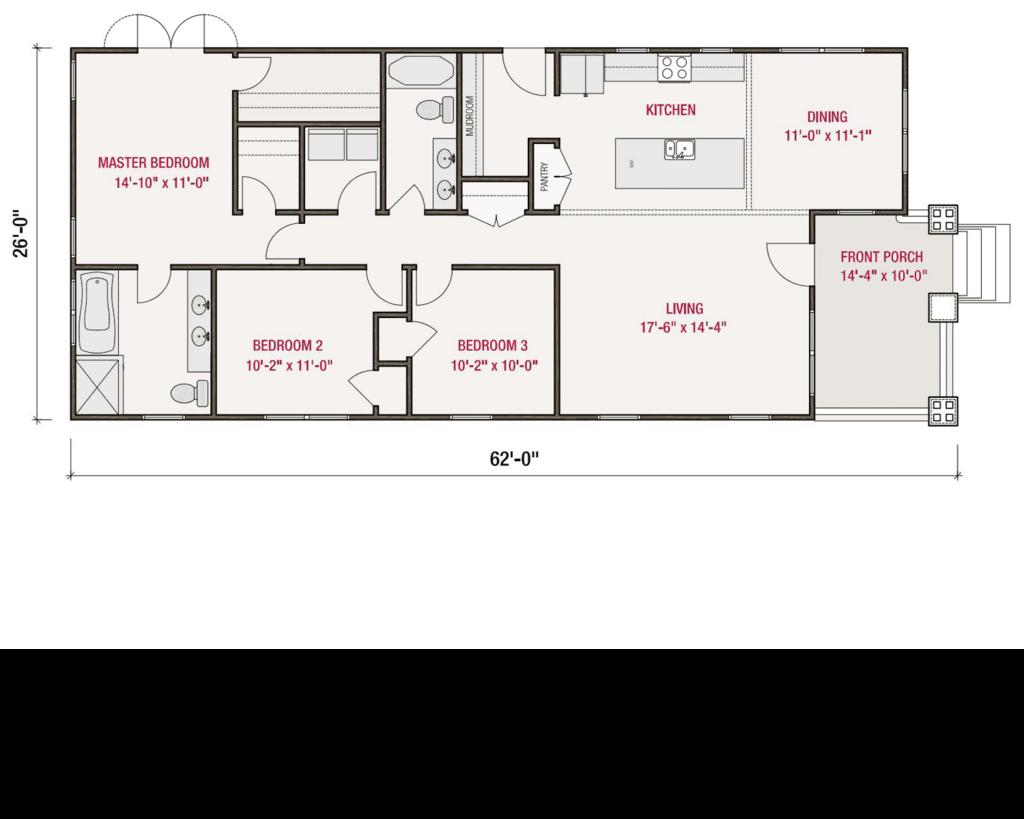 MUDROOM
KITCHEN
DINING
11'-0" x 11'-1"
MASTER BEDROOM
14'-10" x 11'-0"
PANTRY
26'-0"
FRONT PORCH
14'-4" x 10'-0"
LIVING
17'-6" x 14'-4"
BEDROOM 2
10'-2" x 11'-0"
BEDROOM 3
10'-2" x 10'-0"
62'-0"